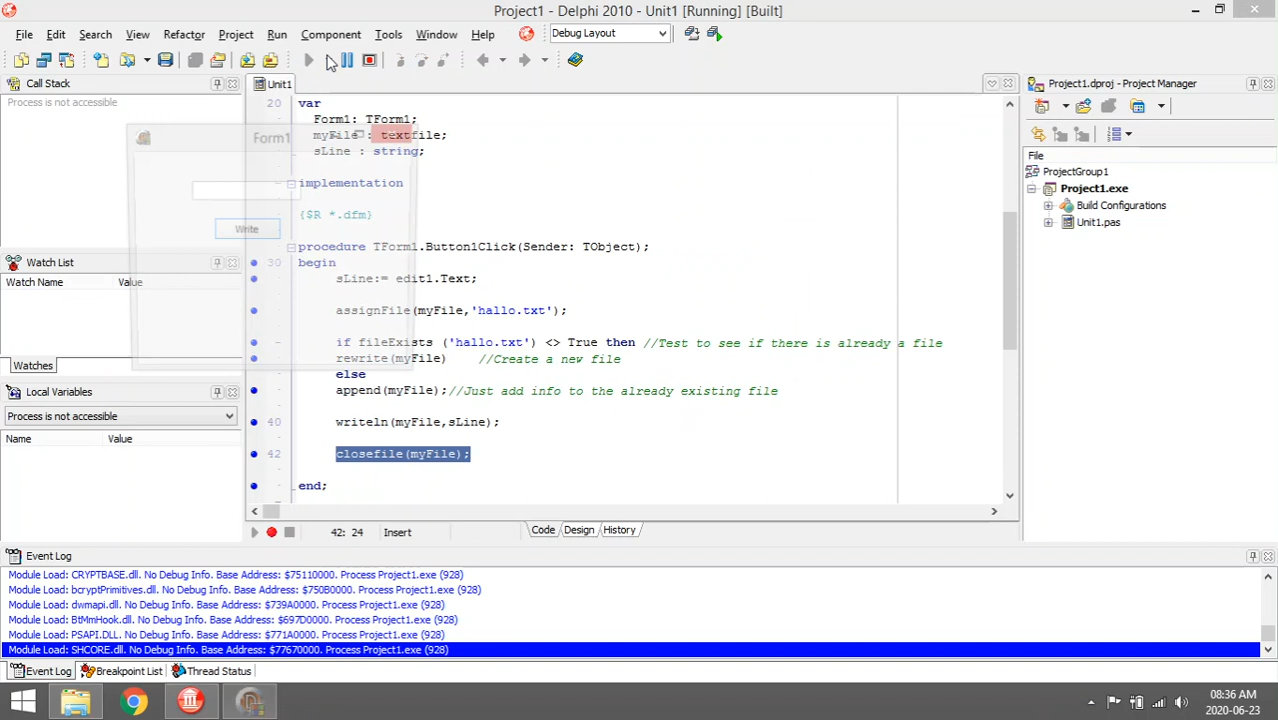 Project1 - Delphi 2010 - Unit1 [Running] [Built]
File Edit Search View Refactor Project Run Component Tools Window Help
Debug Layout
Call Stack
Process is not accessible
Unit1
Project1.dproj - Project Manager
20 var
Form1: TForm1;
myFile : textfile;
sLine : string;
implementation
{$R *.dfm}
procedure TForm1.Button1Click(Sender: TObject);
30 begin
sLine:= edit1.Text;
assignFile(myFile,'hallo.txt');
if fileExists ('hallo.txt') <> True then //Test to see if there is already a file
rewrite(myFile) //Create a new file
else
append(myFile);//Just add info to the already existing file
40 writeln(myFile,sLine);
42 closefile(myFile);
end;
Form1
Write
File
ProjectGroup1
Project1.exe
Build Configurations
Unit1.pas
Watch List
Watch Name Value
Watches
Local Variables
Process is not accessible
Name Value
42: 24 Insert
Code Design History
Event Log
Module Load: CRYPTBASE.dll. No Debug Info. Base Address: $75110000. Process Project1.exe (928)
Module Load: bcryptPrimitives.dll. No Debug Info. Base Address: $750B0000. Process Project1.exe (928)
Module Load: dwmapi.dll. No Debug Info. Base Address: $739A0000. Process Project1.exe (928)
Module Load: BtMmHook.dll. No Debug Info. Base Address: $697D0000. Process Project1.exe (928)
Module Load: PSAPI.DLL. No Debug Info. Base Address: $771A0000. Process Project1.exe (928)
Module Load: SHCORE.dll. No Debug Info. Base Address: $77670000. Process Project1.exe (928)
Event Log Breakpoint List Thread Status
08:36 AM
2020-06-23